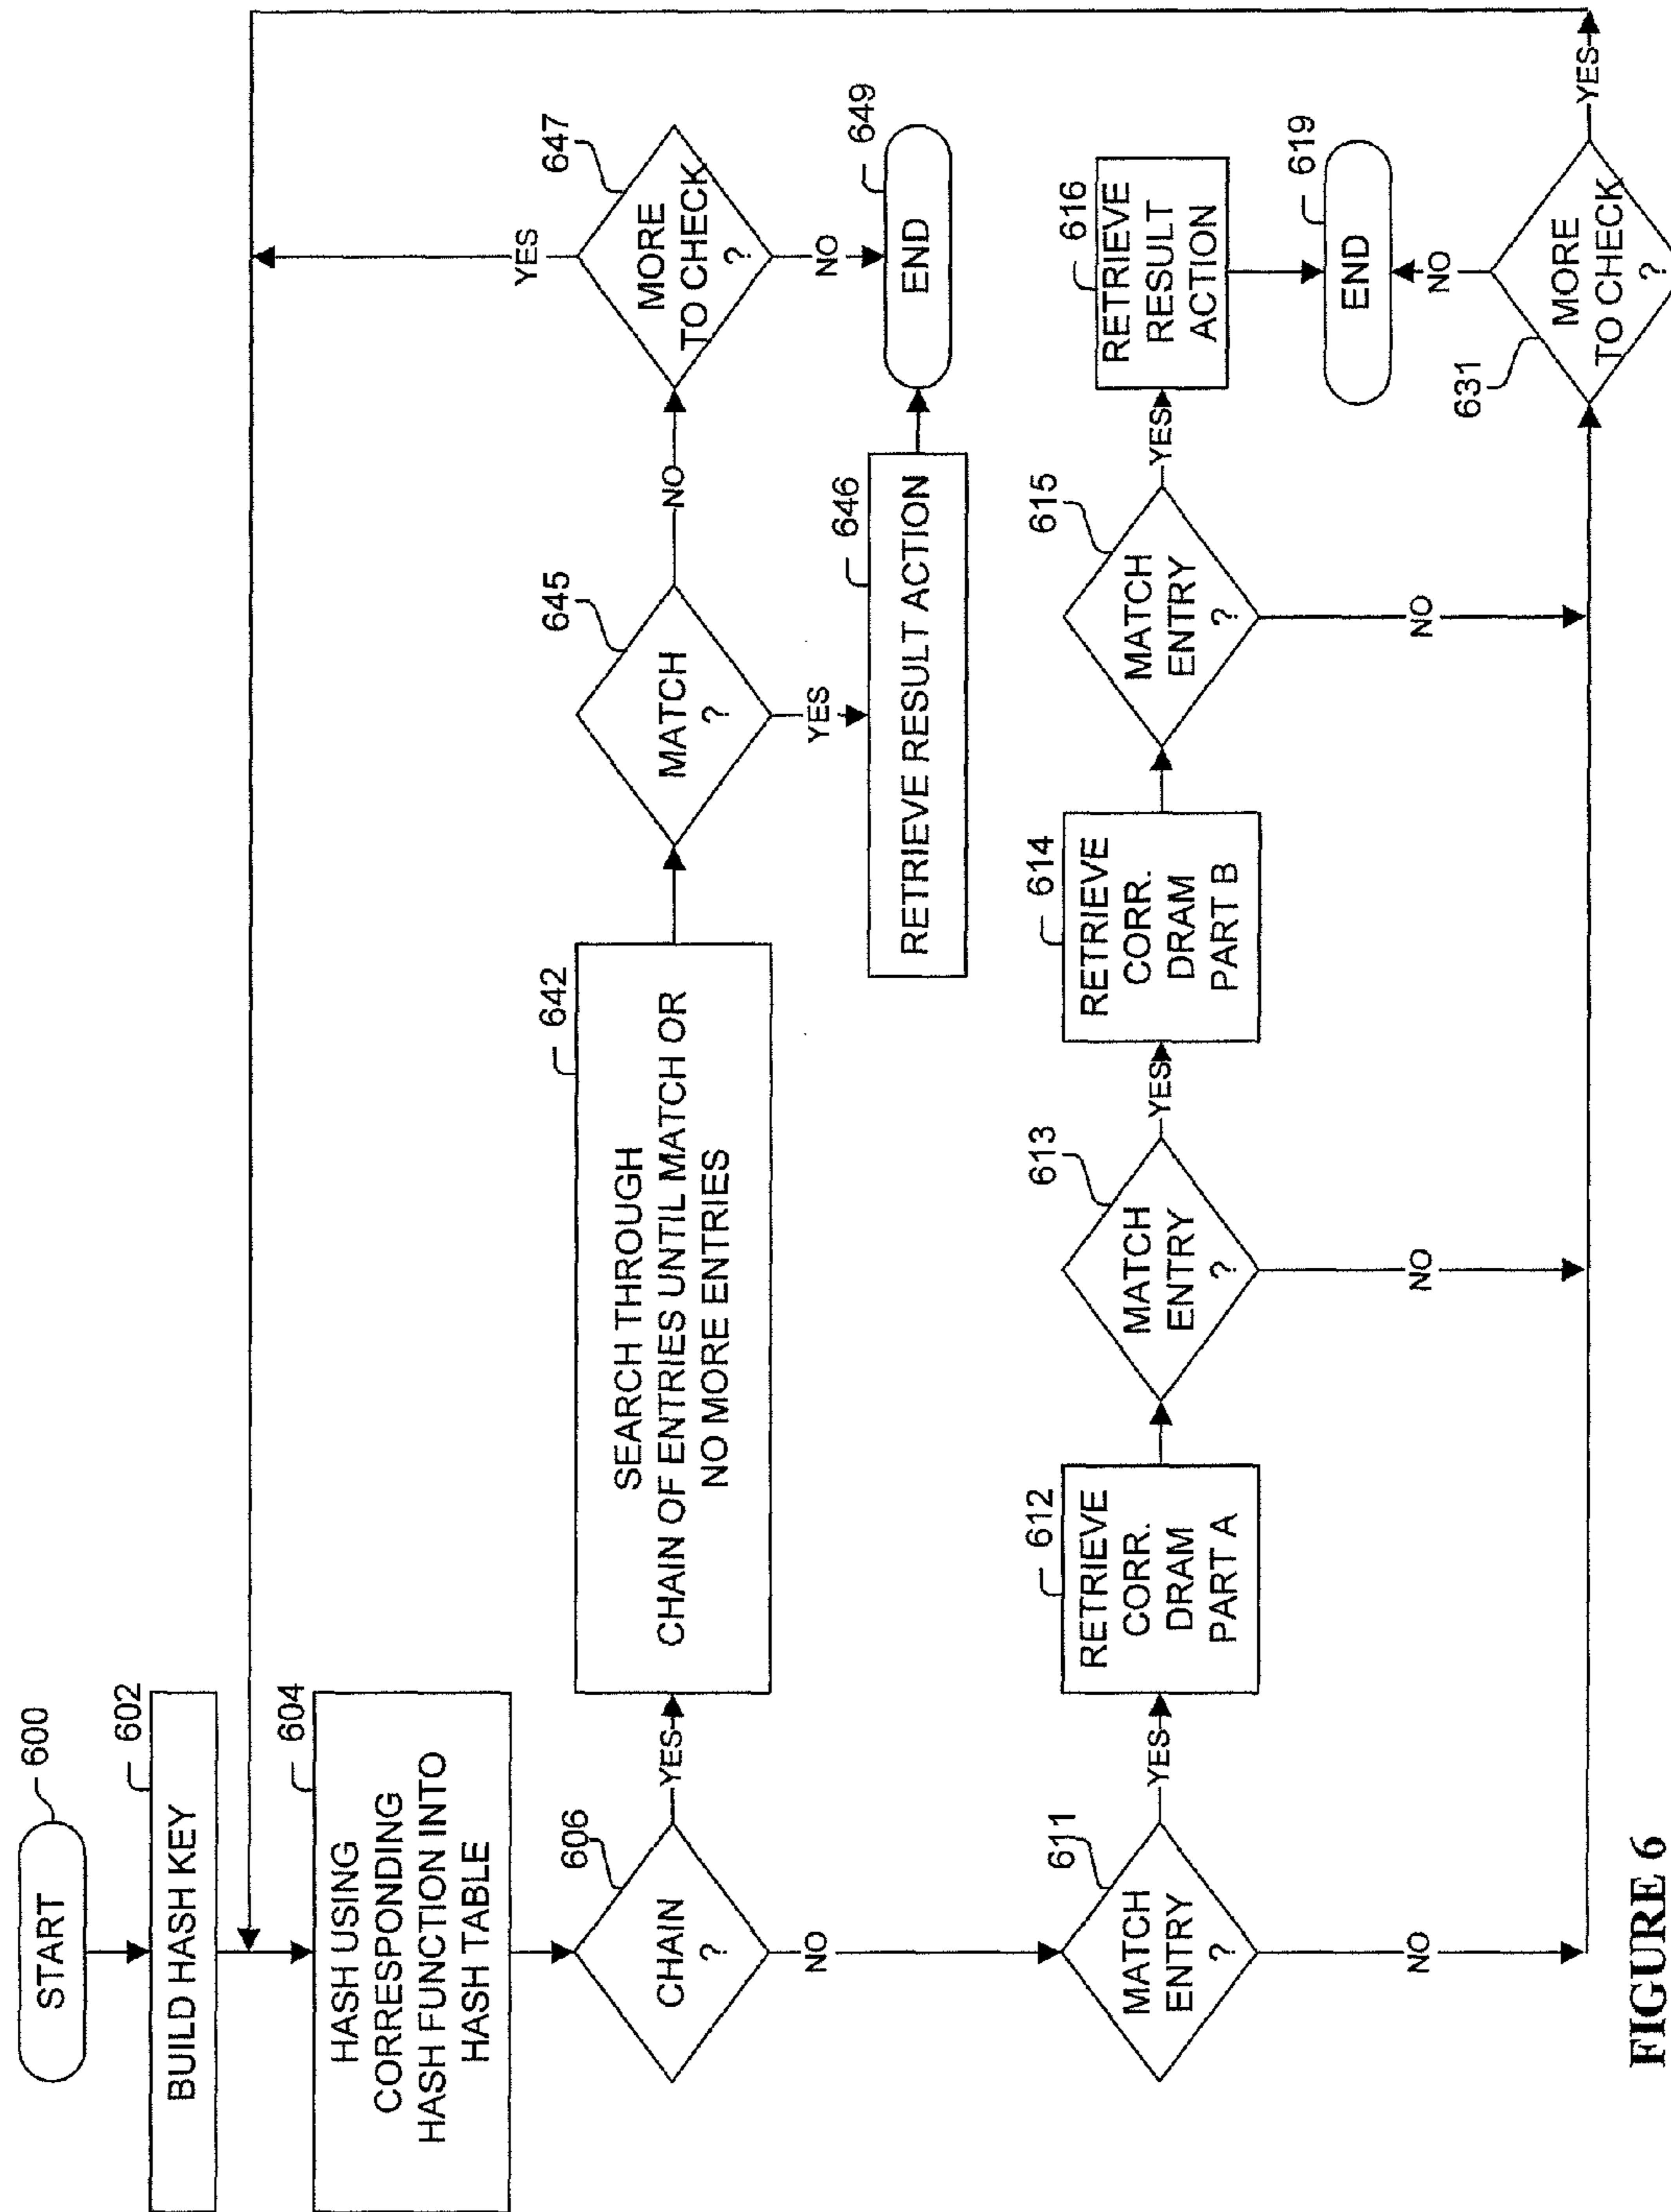 START
600
BUILD HASH KEY
602
HASH USING
CORRESPONDING
HASH FUNCTION INTO
HASH TABLE
604
CHAIN
?
606
YES
NO
SEARCH THROUGH
CHAIN OF ENTRIES UNTIL MATCH OR
NO MORE ENTRIES
642
MATCH
?
645
NO
YES
RETRIEVE RESULT ACTION
646
MORE
TO CHECK
?
647
YES
NO
END
649
MATCH
ENTRY
?
611
YES
NO
RETRIEVE
CORR.
DRAM
PART A
612
MATCH
ENTRY
?
613
YES
NO
RETRIEVE
CORR.
DRAM
PART B
614
MATCH
ENTRY
?
615
YES
NO
RETRIEVE
RESULT
ACTION
616
END
619
NO
MORE
TO CHECK
?
631
YES
FIGURE 6